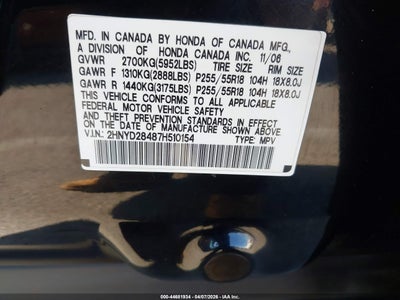 MFD. IN CANADA BY HONDA OF CANADA MFG.,
A DIVISION OF HONDA CANADA INC. 11/06
GVWR 2700KG(5952LBS) TIRE SIZE RIM SIZE
GAWR F 1310KG(2888LBS) P255/55R18 104H 18X8.0J
GAWR R 1440KG(3175LBS) P255/55R18 104H 18X8.0J
THIS VEHICLE CONFORMS TO ALL APPLICABLE
FEDERAL MOTOR VEHICLE SAFETY
AND THEFT PREVENTION STANDARDS IN EFFECT ON
THE DATE OF MANUFACTURE SHOWN ABOVE.
V.I.N.: 2HNYD28487H510154 TYPE: MPV
000-44681934 - 04/07/2026 - IAA Inc.